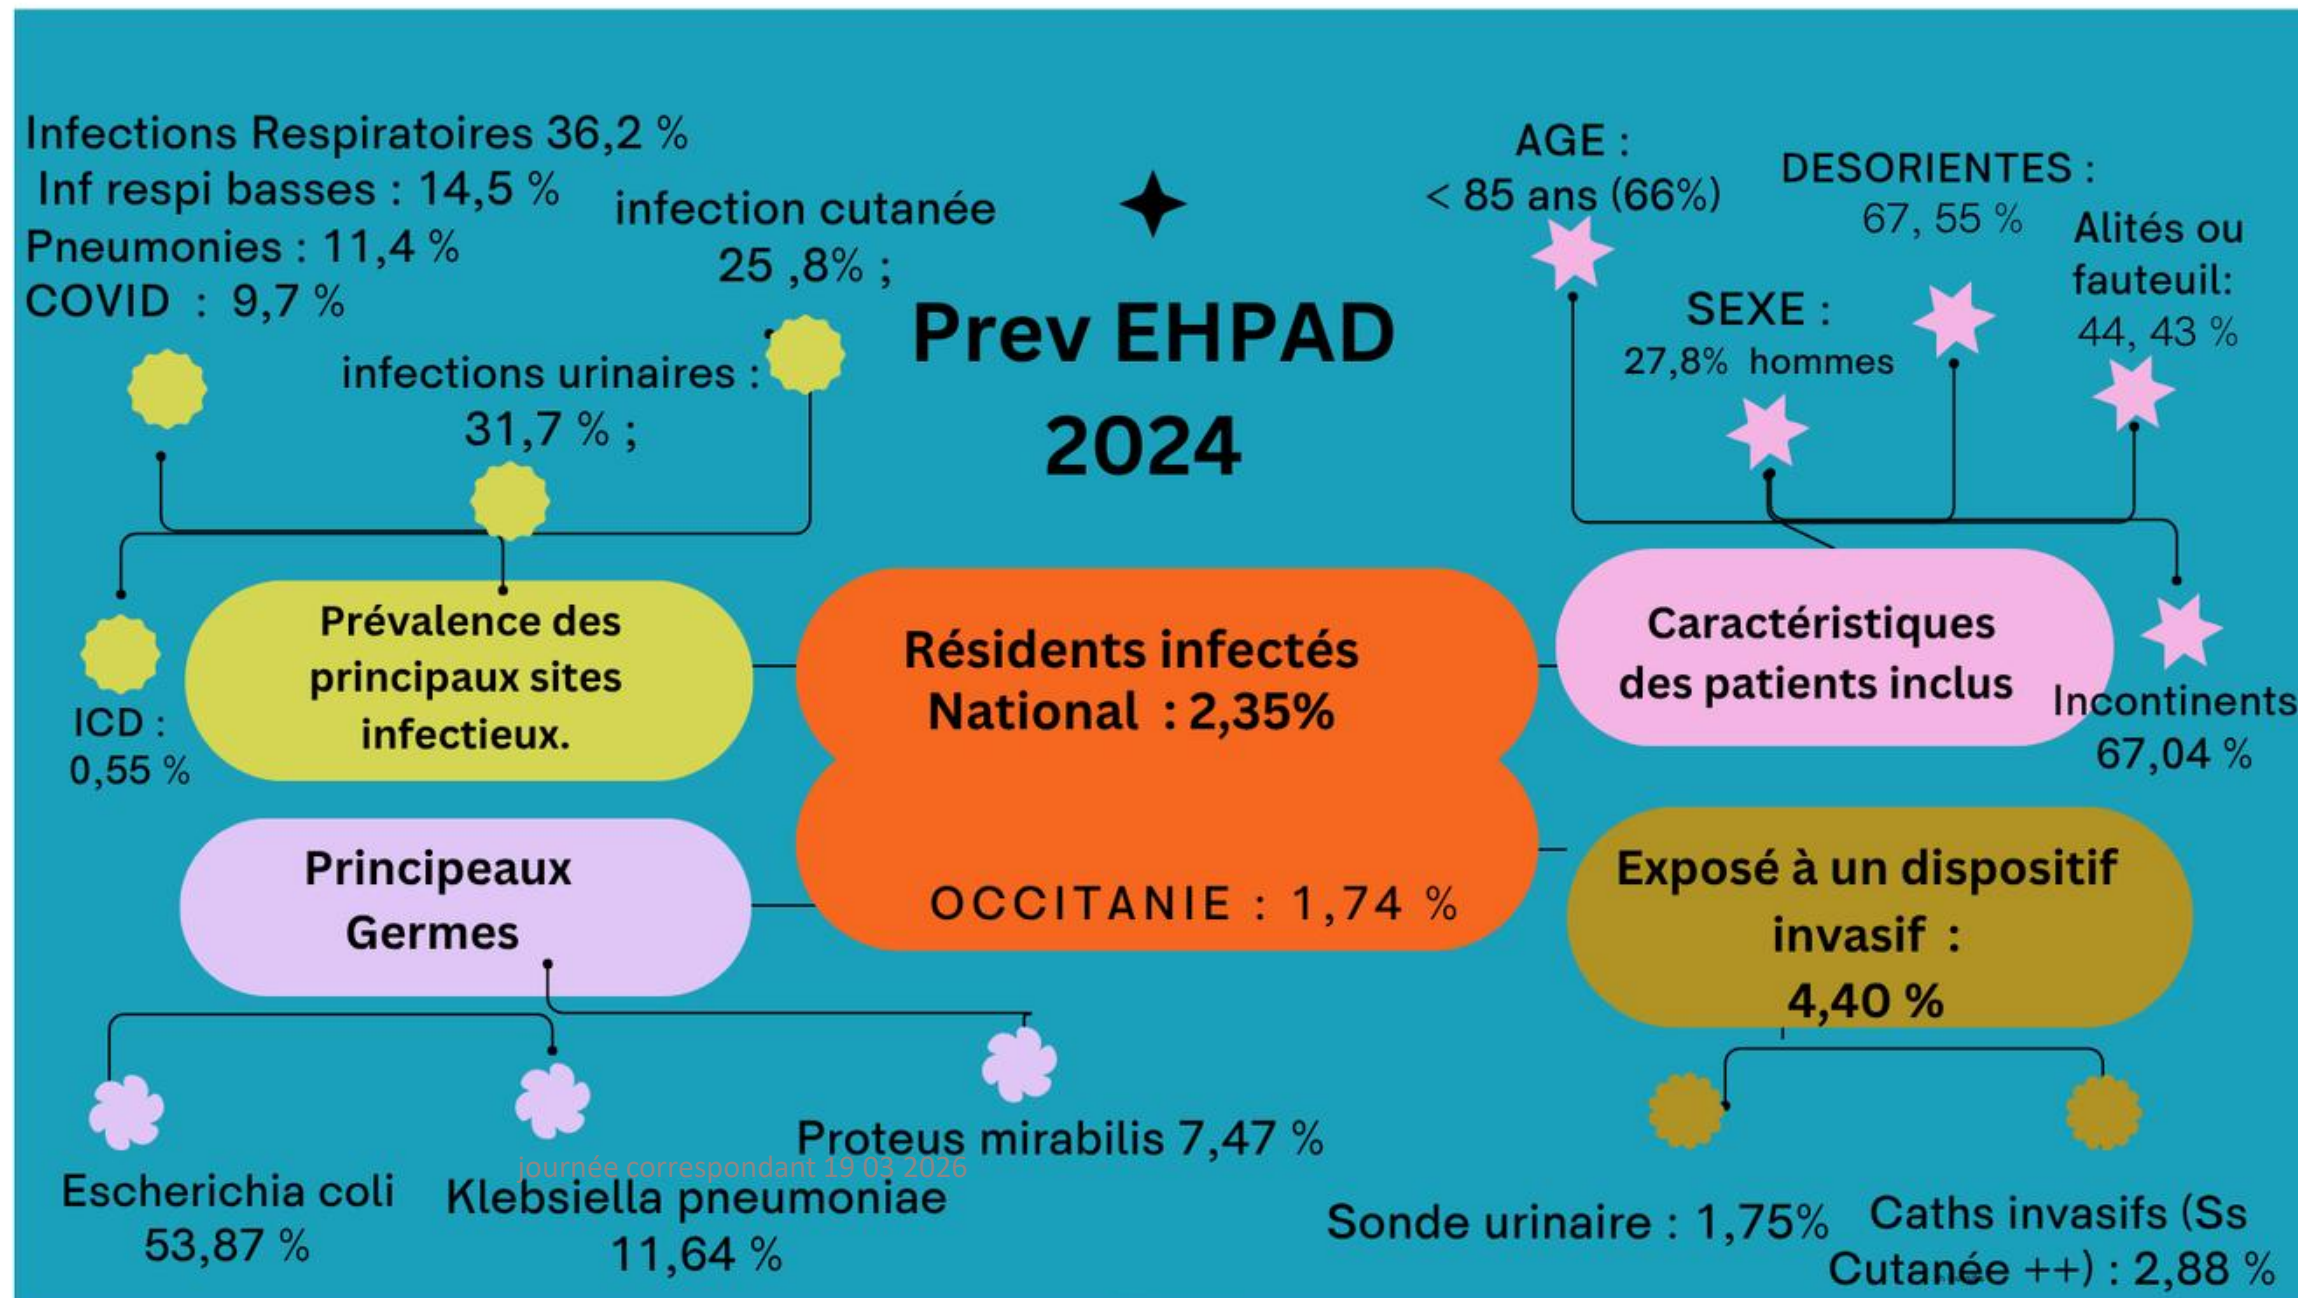 Infections Respiratoires 36,2 %
Inf respi basses : 14,5 %
Pneumonies : 11,4 %
COVID : 9,7 %
infection cutanée
25 ,8% ;
infections urinaires :
31,7 % ;
Prev EHPAD
2024
AGE :
< 85 ans (66%)
DESORIENTES :
67, 55 %
SEXE :
27,8% hommes
Alités ou
fauteuil:
44, 43 %
Prévalence des
principaux sites
infectieux.
ICD :
0,55 %
Résidents infectés
National : 2,35%
OCCITANIE : 1,74 %
Caractéristiques
des patients inclus
Incontinents
67,04 %
Principeaux
Germes
Exposé à un dispositif
invasif :
4,40 %
Escherichia coli
53,87 %
Klebsiella pneumoniae
11,64 %
Proteus mirabilis 7,47 %
journée correspondant 19 03 2026
Sonde urinaire : 1,75%
Caths invasifs (Ss
Cutanée ++) : 2,88 %